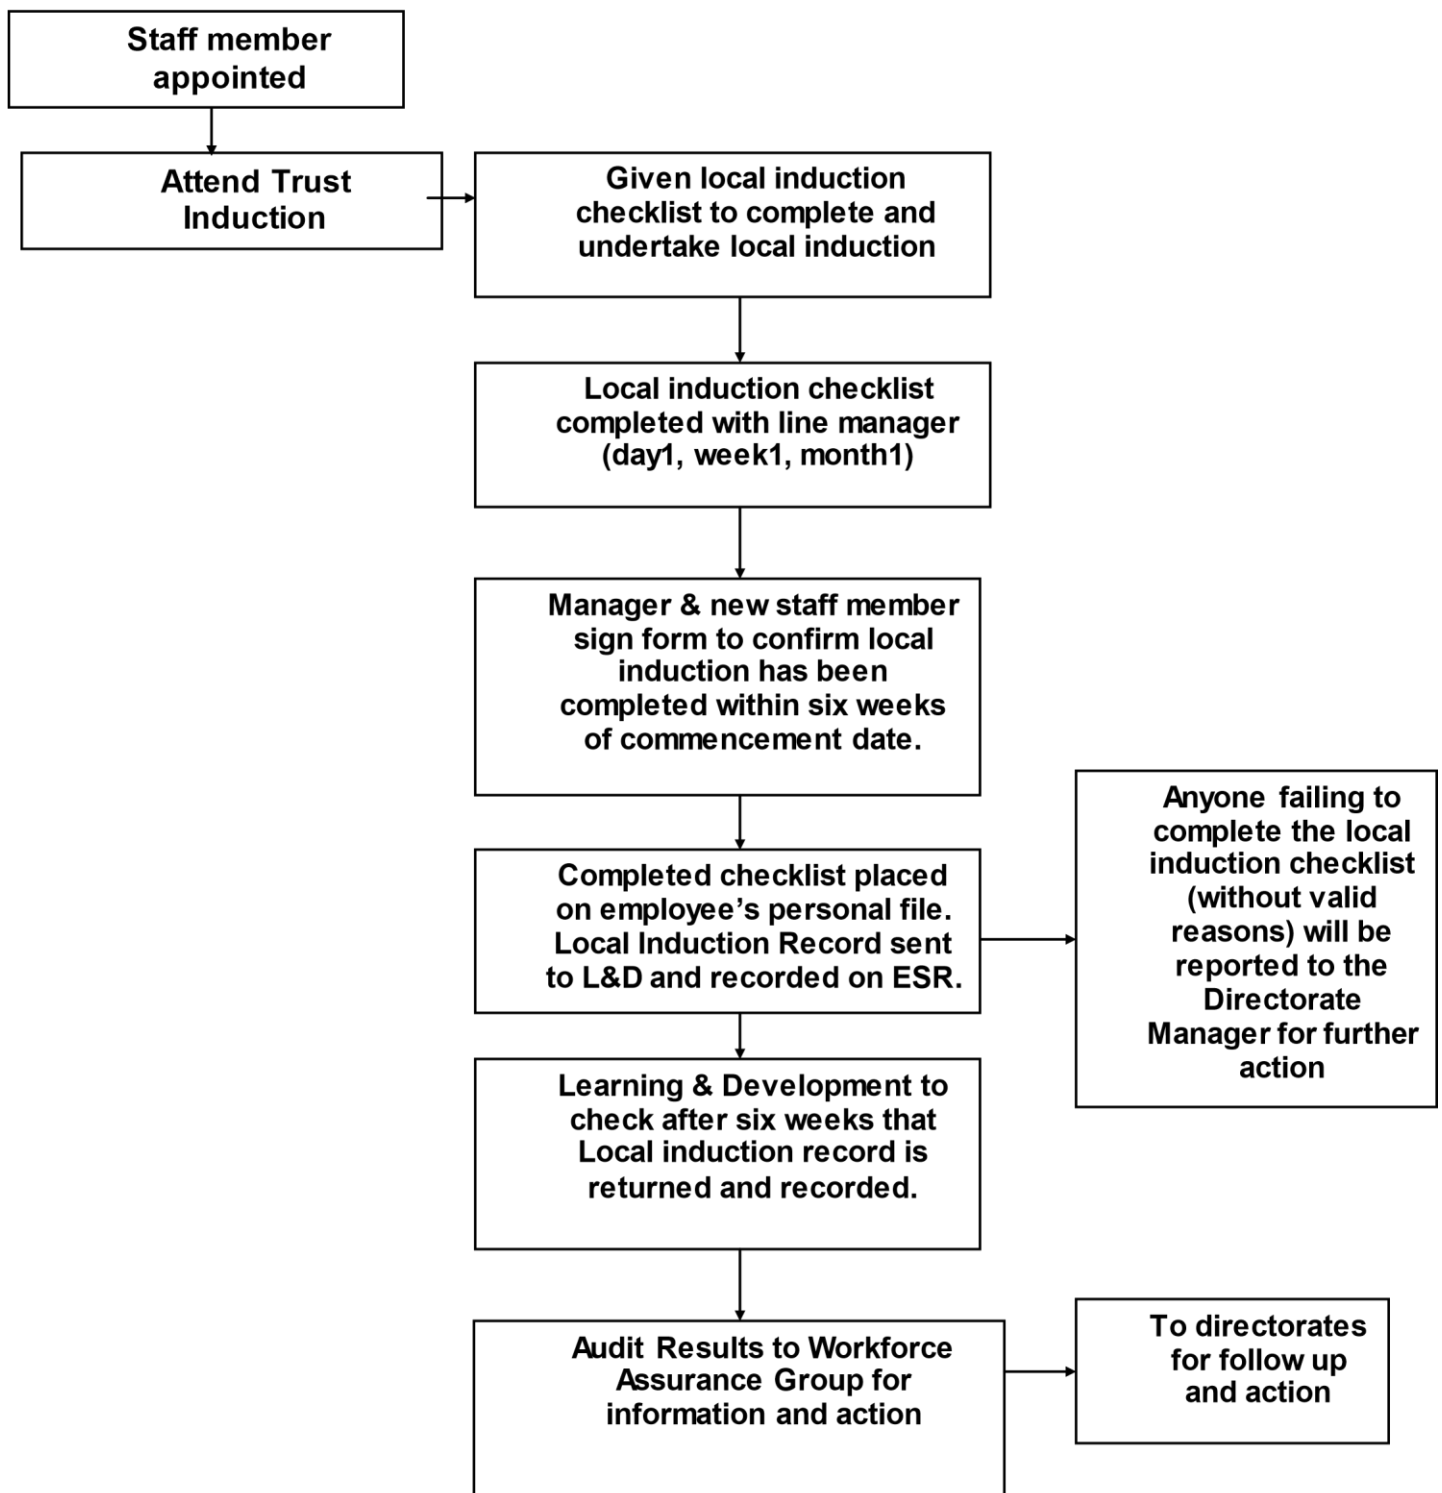 Staff member
appointed
Attend Trust
Induction
Given local induction
checklist to complete and
undertake local induction
Local induction checklist
completed with line manager
(day1, week1, month1)
Manager & new staff member
sign form to confirm local
induction has been
completed within six weeks
of commencement date.
Completed checklist placed
on employee’s personal file.
Local Induction Record sent
to L&D and recorded on ESR.
Anyone failing to
complete the local
induction checklist
(without valid
reasons) will be
reported to the
Directorate
Manager for further
action
Learning & Development to
check after six weeks that
Local induction record is
returned and recorded.
Audit Results to Workforce
Assurance Group for
information and action
To directorates
for follow up
and action